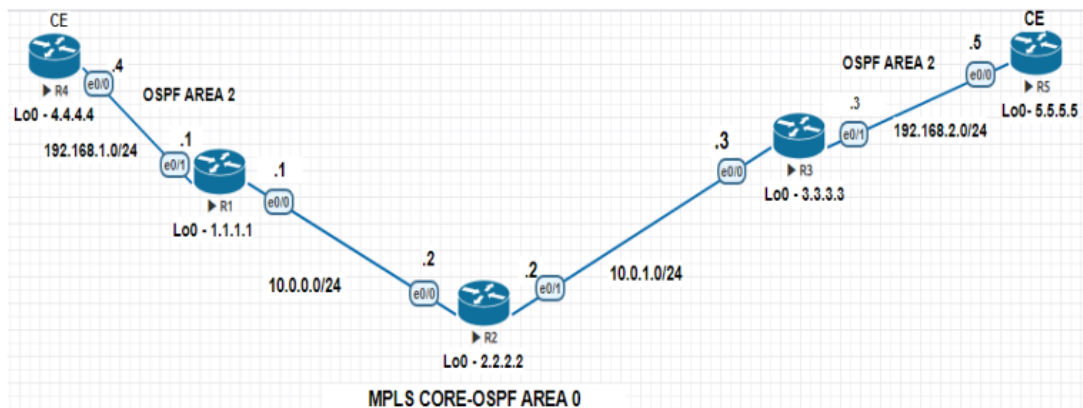 CE
.4
e0/0
R4
Lo0 - 4.4.4.4
OSPF AREA 2
192.168.1.0/24
.1
e0/1
R1
Lo0 - 1.1.1.1
.1
e0/0
10.0.0.0/24
.2
e0/0
R2
Lo0 - 2.2.2.2
.2
e0/1
10.0.1.0/24
.3
e0/0
R3
Lo0 - 3.3.3.3
.3
e0/1
192.168.2.0/24
OSPF AREA 2
.5
e0/0
CE
R5
Lo0- 5.5.5.5
MPLS CORE-OSPF AREA 0